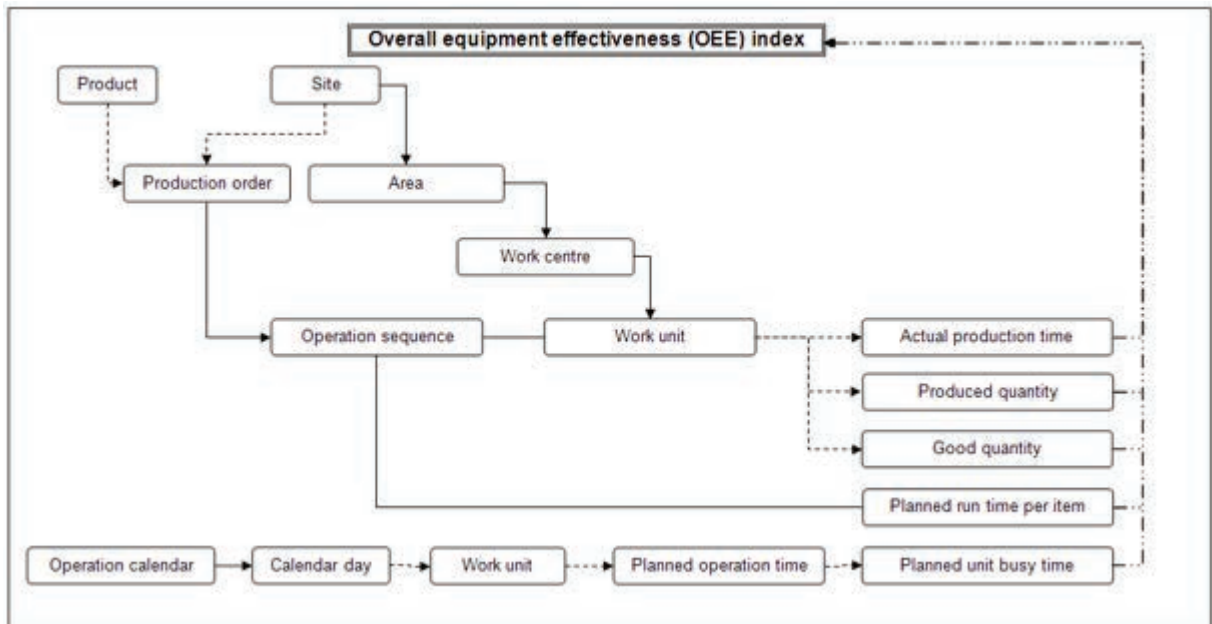 Overall equipment effectiveness (OEE) index
Product
Site
Production order
Area
Work centre
Operation sequence
Work unit
Actual production time
Produced quantity
Good quantity
Planned run time per item
Operation calendar
Calendar day
Work unit
Planned operation time
Planned unit busy time